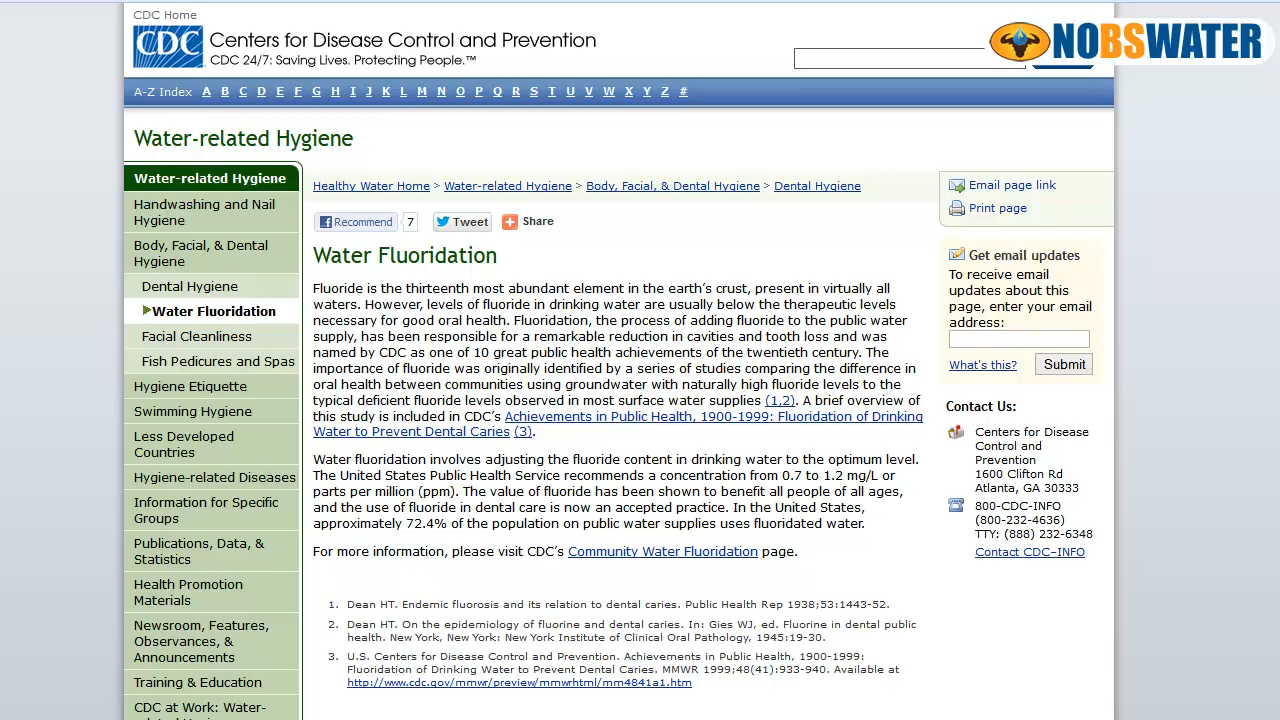 CDC Home
CDC
Centers for Disease Control and Prevention
CDC 24/7: Saving Lives. Protecting People.™
NOBSWATER
A-Z Index A B C D E F G H I J K L M N O P Q R S T U V W X Y Z #
Water-related Hygiene
Water-related Hygiene
Handwashing and Nail
Hygiene
Body, Facial, & Dental
Hygiene
Dental Hygiene
Water Fluoridation
Facial Cleanliness
Fish Pedicures and Spas
Hygiene Etiquette
Swimming Hygiene
Less Developed
Countries
Hygiene-related Diseases
Information for Specific
Groups
Publications, Data, &
Statistics
Health Promotion
Materials
Newsroom, Features,
Observances, &
Announcements
Training & Education
CDC at Work: Water-
Healthy Water Home > Water-related Hygiene > Body, Facial, & Dental Hygiene > Dental Hygiene
Recommend 7 Tweet Share
Water Fluoridation
Fluoride is the thirteenth most abundant element in the earth's crust, present in virtually all
waters. However, levels of fluoride in drinking water are usually below the therapeutic levels
necessary for good oral health. Fluoridation, the process of adding fluoride to the public water
supply, has been responsible for a remarkable reduction in cavities and tooth loss and was
named by CDC as one of 10 great public health achievements of the twentieth century. The
importance of fluoride was originally identified by a series of studies comparing the difference in
oral health between communities using groundwater with naturally high fluoride levels to the
typical deficient fluoride levels observed in most surface water supplies (1,2). A brief overview of
this study is included in CDC's Achievements in Public Health, 1900-1999: Fluoridation of Drinking
Water to Prevent Dental Caries (3).
Water fluoridation involves adjusting the fluoride content in drinking water to the optimum level.
The United States Public Health Service recommends a concentration from 0.7 to 1.2 mg/L or
parts per million (ppm). The value of fluoride has been shown to benefit all people of all ages,
and the use of fluoride in dental care is now an accepted practice. In the United States,
approximately 72.4% of the population on public water supplies uses fluoridated water.
For more information, please visit CDC's Community Water Fluoridation page.
1. Dean HT. Endemic fluorosis and its relation to dental caries. Public Health Rep 1938;53:1443-52.
2. Dean HT. On the epidemiology of fluorine and dental caries. In: Gies WJ, ed. Fluorine in dental public
health. New York, New York: New York Institute of Clinical Oral Pathology, 1945:19-30.
3. U.S. Centers for Disease Control and Prevention. Achievements in Public Health, 1900-1999:
Fluoridation of Drinking Water to Prevent Dental Caries. MMWR 1999;48(41):933-940. Available at
http://www.cdc.gov/mmwr/preview/mmwrhtml/mm4841a1.htm
Email page link
Print page
Get email updates
To receive email
updates about this
page, enter your email
address:
What's this? Submit
Contact Us:
Centers for Disease
Control and
Prevention
1600 Clifton Rd
Atlanta, GA 30333
800-CDC-INFO
(800-232-4636)
TTY: (888) 232-6348
Contact CDC–INFO